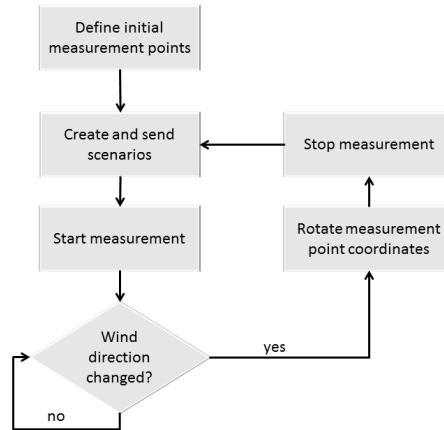 Define initial
measurement points
Create and send
scenarios
Stop measurement
Start measurement
Rotate measurement
point coordinates
Wind
direction
changed?
yes
no